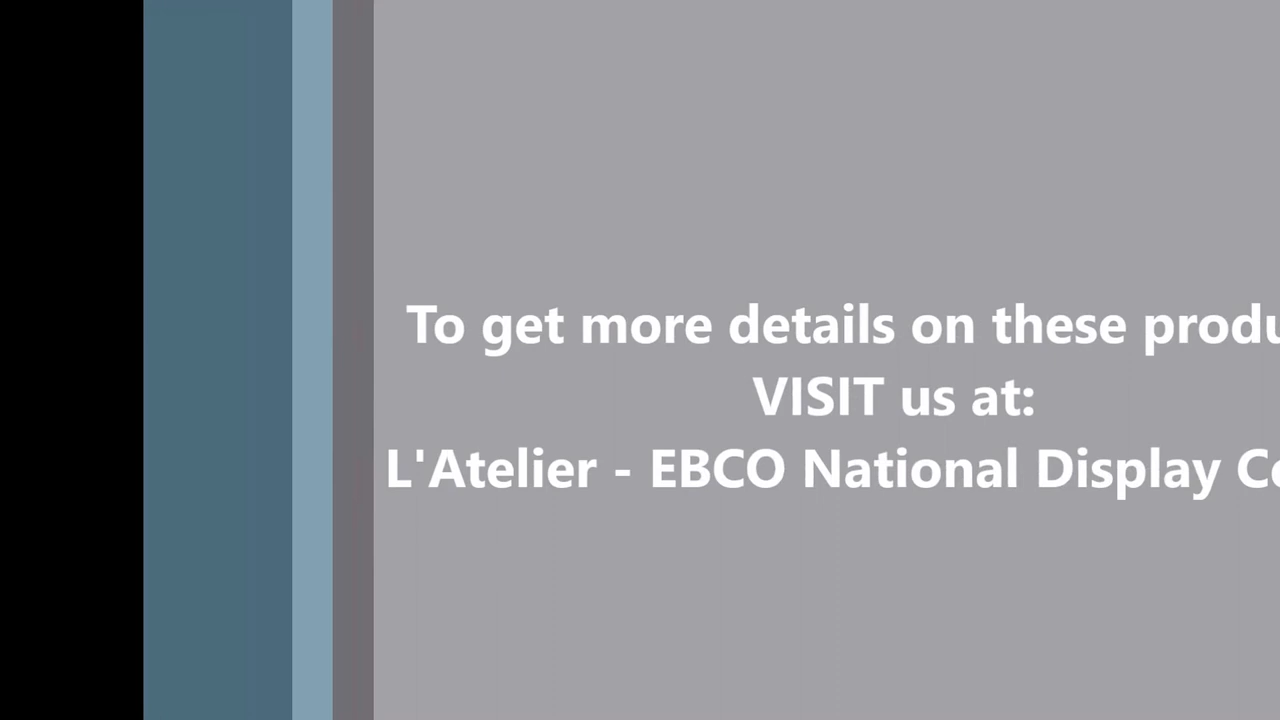 To get more details on these produ
VISIT us at:
L'Atelier - EBCO National Display Ce